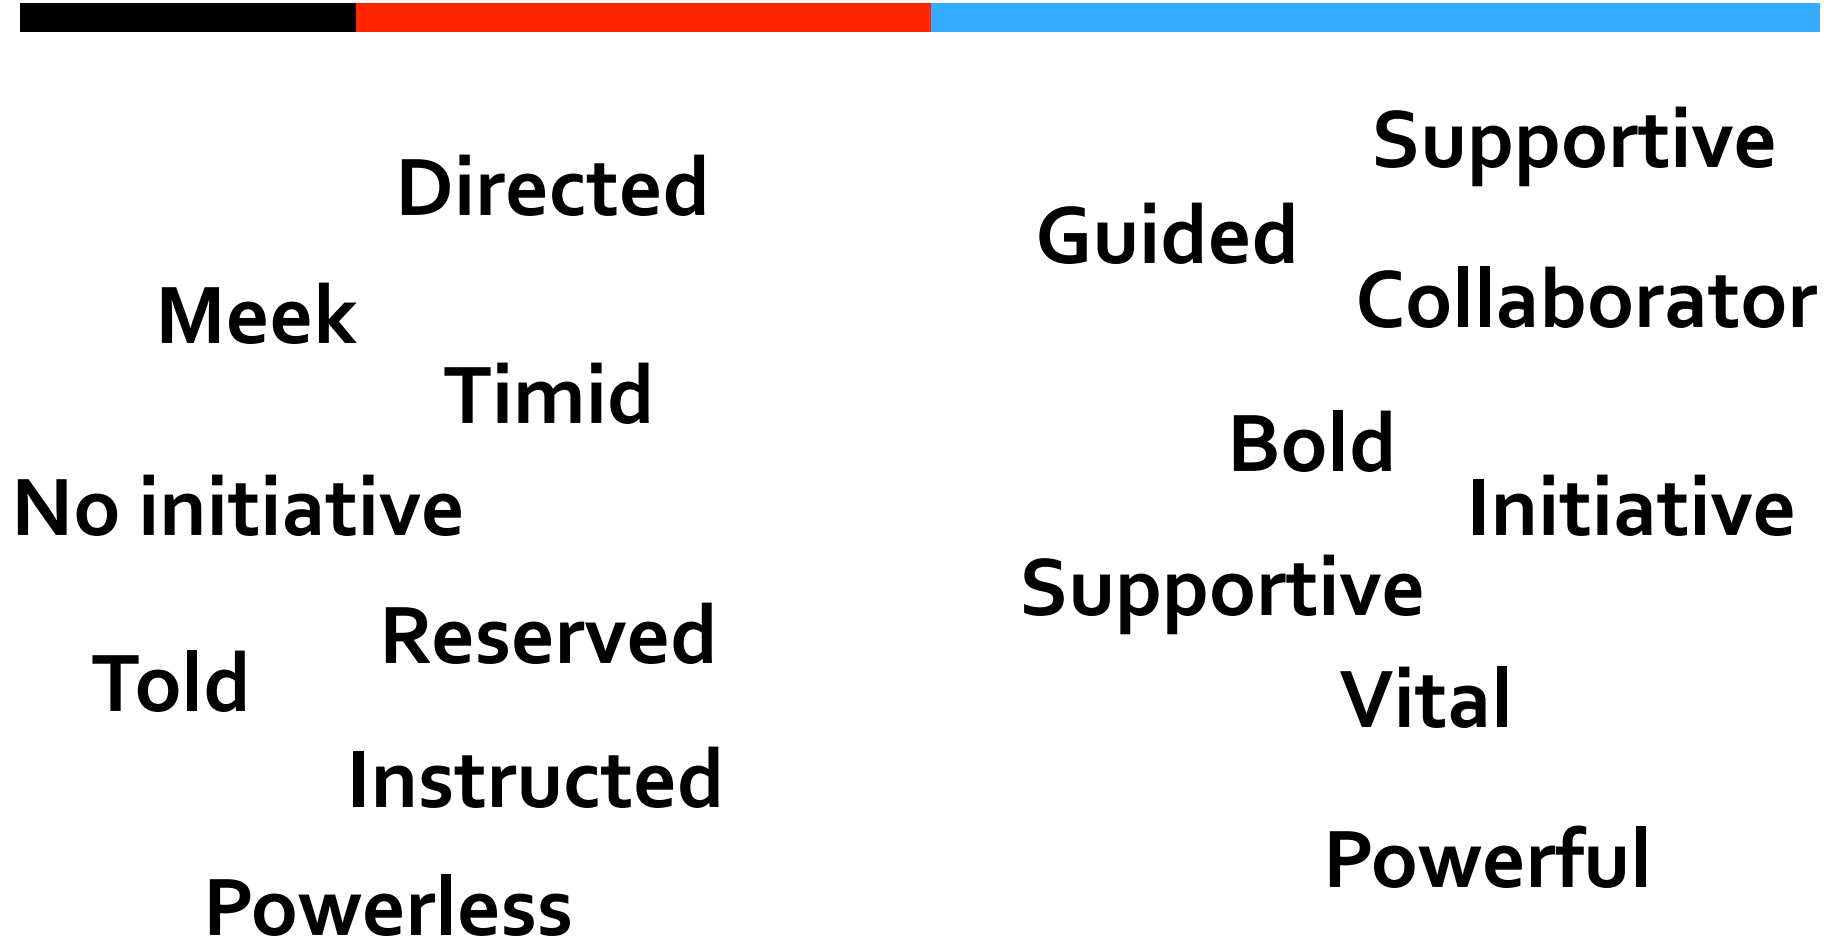 Directed
Meek
Timid
No initiative
Reserved
Told
Instructed
Powerless
Supportive
Guided
Collaborator
Bold
Initiative
Supportive
Vital
Powerful